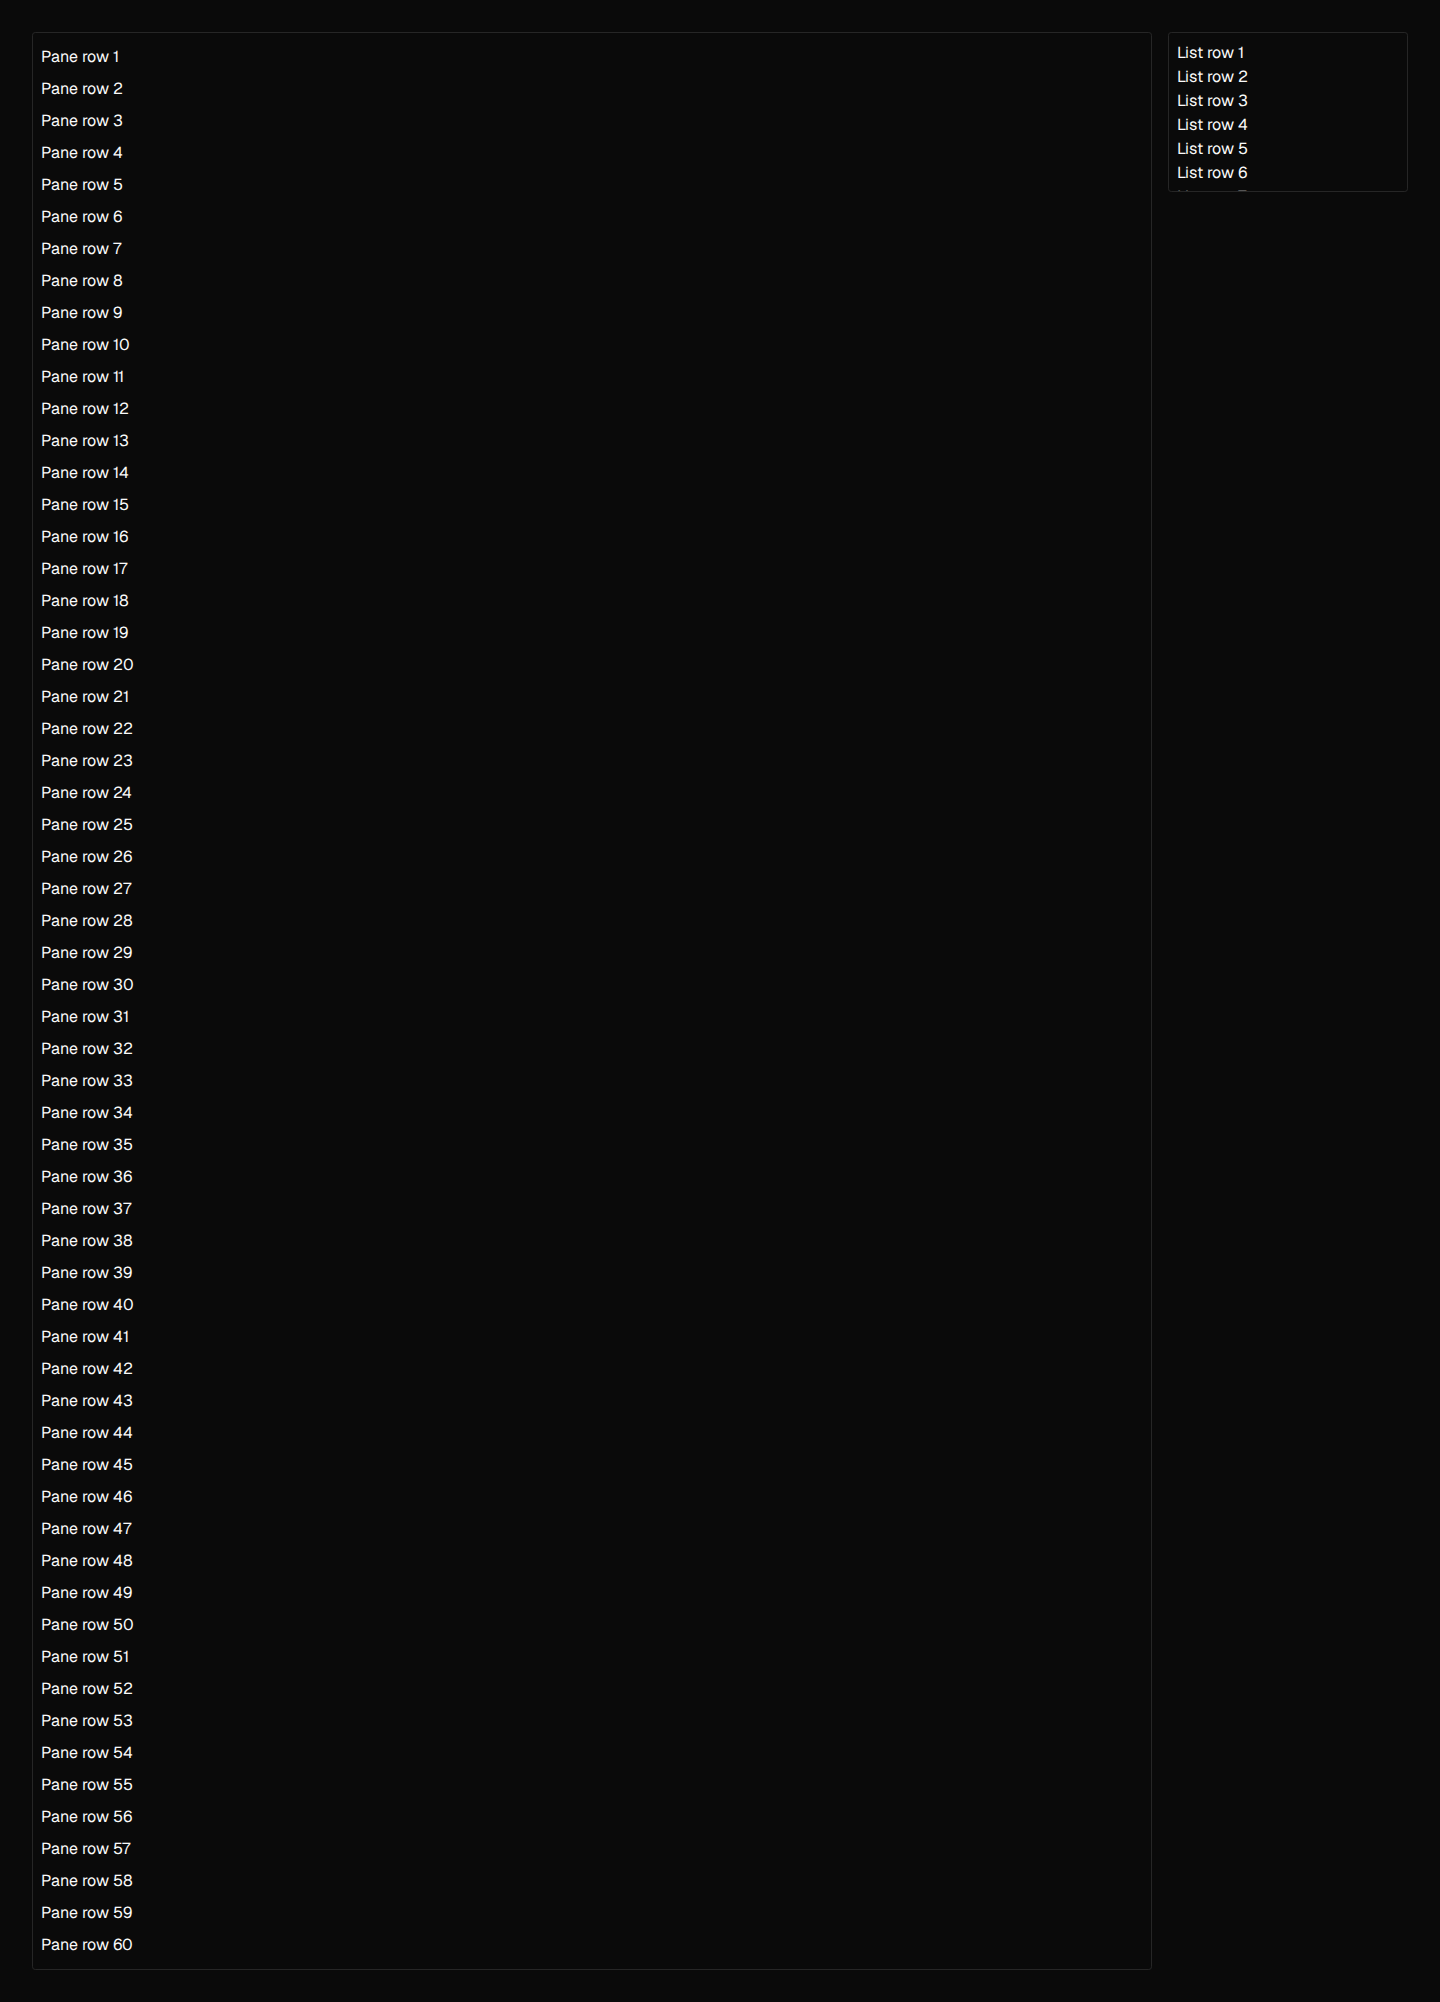 Pane row 1
Pane row 2
Pane row 3
Pane row 4
Pane row 5
Pane row 6
Pane row 7
Pane row 8
Pane row 9
Pane row 10
Pane row 11
Pane row 12
Pane row 13
Pane row 14
Pane row 15
Pane row 16
Pane row 17
Pane row 18
Pane row 19
Pane row 20
Pane row 21
Pane row 22
Pane row 23
Pane row 24
Pane row 25
Pane row 26
Pane row 27
Pane row 28
Pane row 29
Pane row 30
Pane row 31
Pane row 32
Pane row 33
Pane row 34
Pane row 35
Pane row 36
Pane row 37
Pane row 38
Pane row 39
Pane row 40
Pane row 41
Pane row 42
Pane row 43
Pane row 44
Pane row 45
Pane row 46
Pane row 47
Pane row 48
Pane row 49
Pane row 50
Pane row 51
Pane row 52
Pane row 53
Pane row 54
Pane row 55
Pane row 56
Pane row 57
Pane row 58
Pane row 59
Pane row 60
List row 1
List row 2
List row 3
List row 4
List row 5
List row 6